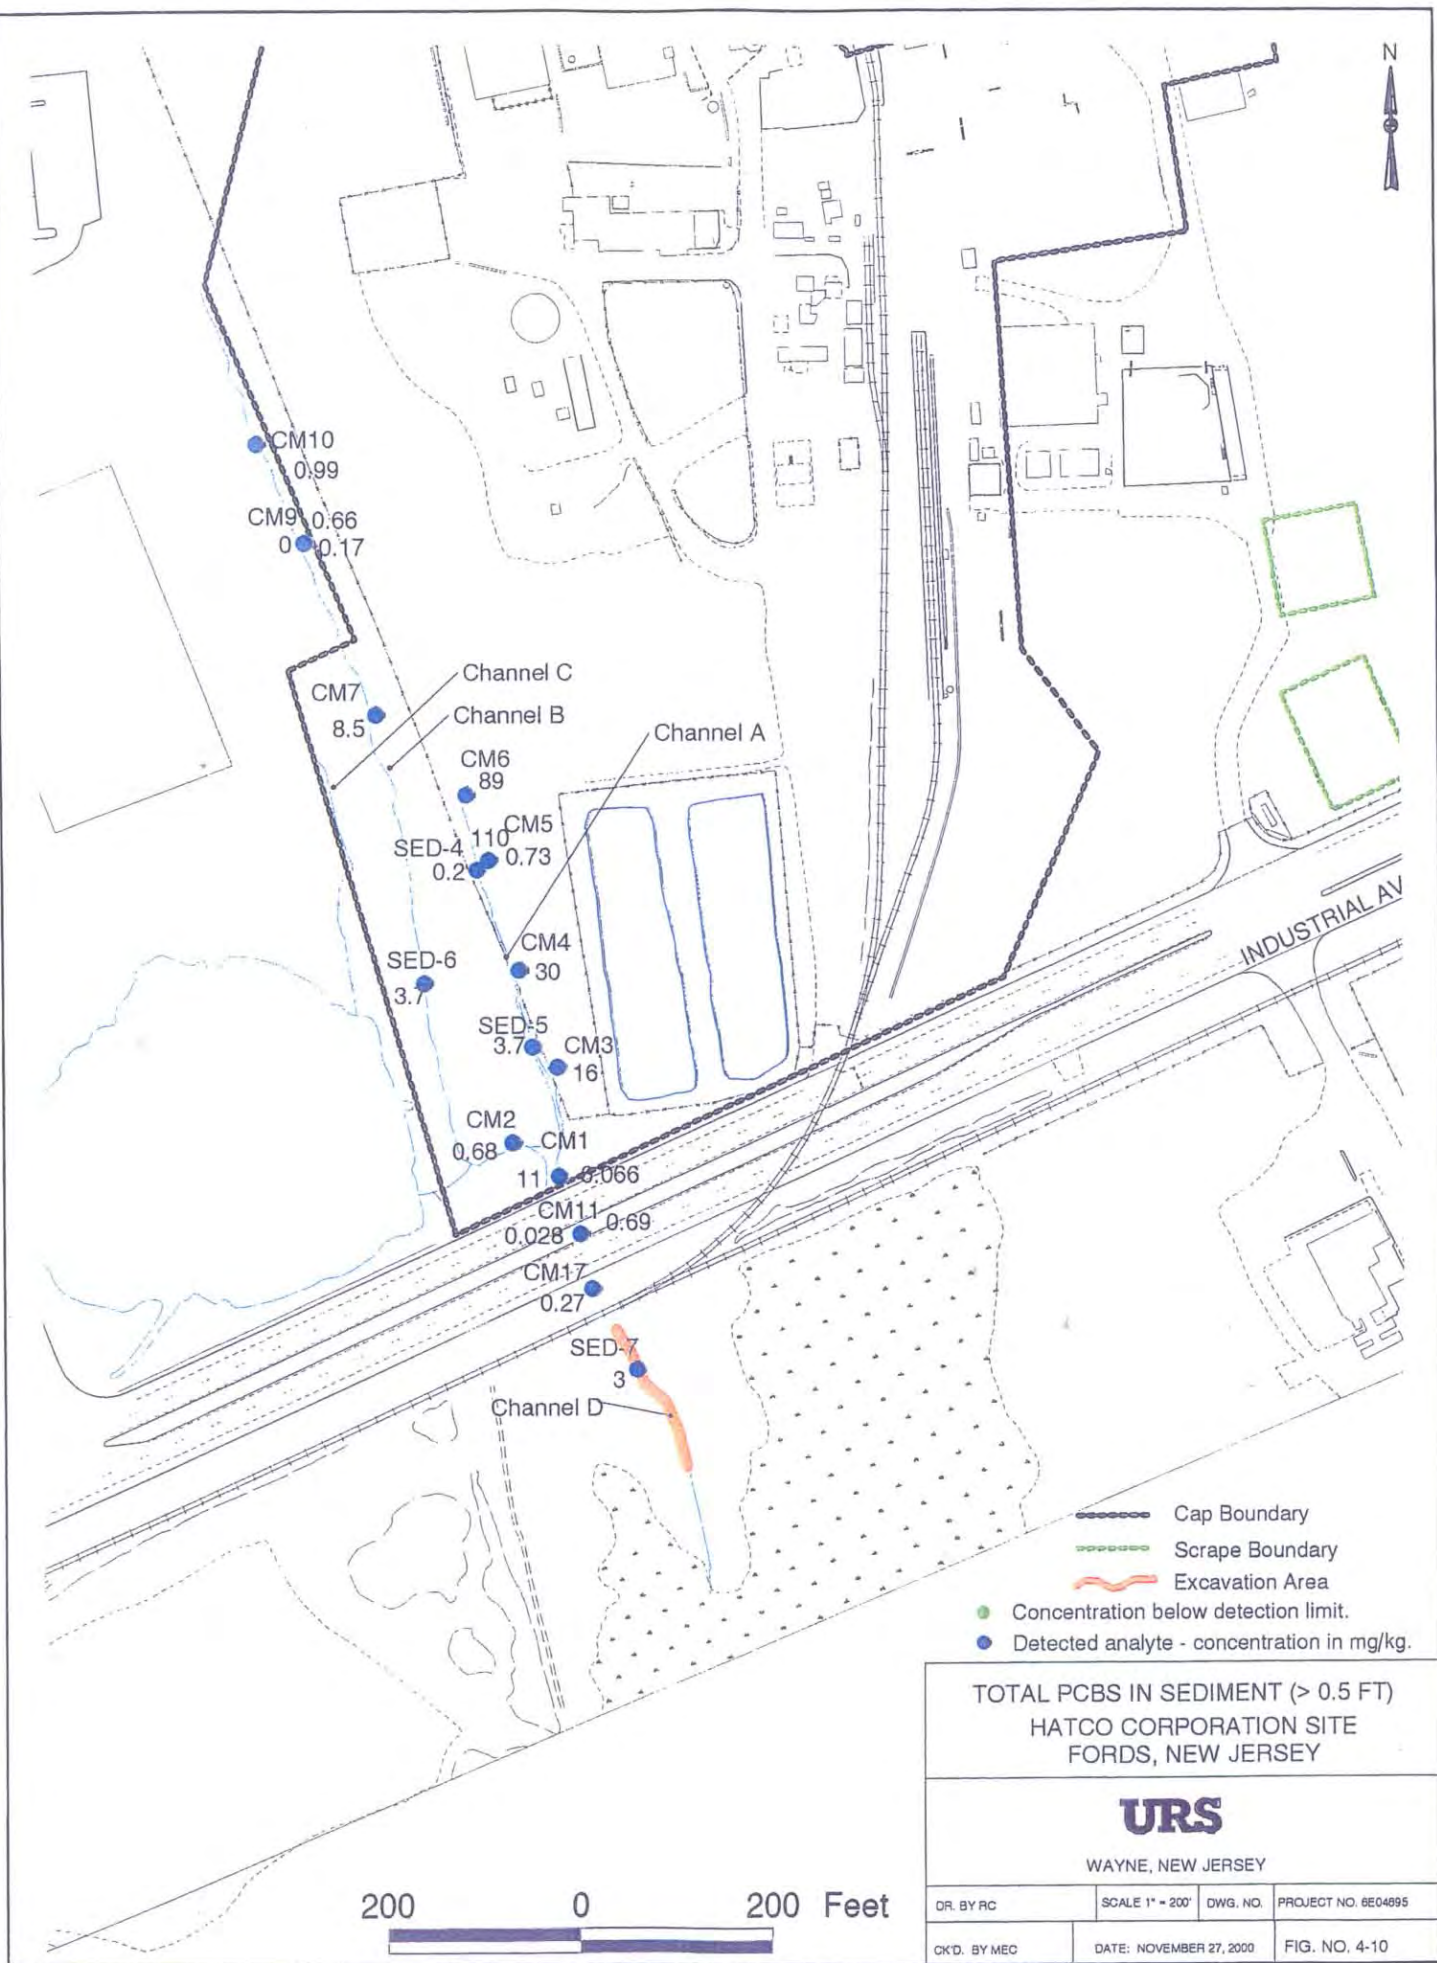 N
CM10
0.99
CM9 0.66
0 0.17
CM7
8.5
Channel C
Channel B
Channel A
CM6
89
CM5
110
0.73
SED-4
0.2
CM4
30
SED-6
3.7
SED-5
3.7
CM3
16
CM2
0.68
CM1
11 0.066
CM11
0.028 0.69
CM17
0.27
SED-7
3
Channel D
INDUSTRIAL AV
Cap Boundary
Scrape Boundary
Excavation Area
Concentration below detection limit.
Detected analyte - concentration in mg/kg.
TOTAL PCBS IN SEDIMENT (> 0.5 FT)
HATCO CORPORATION SITE
FORDS, NEW JERSEY
URS
WAYNE, NEW JERSEY
DR. BY RC
SCALE 1" = 200'
DWG. NO.
PROJECT NO. 6E04695
CK'D. BY MEC
DATE: NOVEMBER 27, 2000
FIG. NO. 4-10
200 0 200 Feet